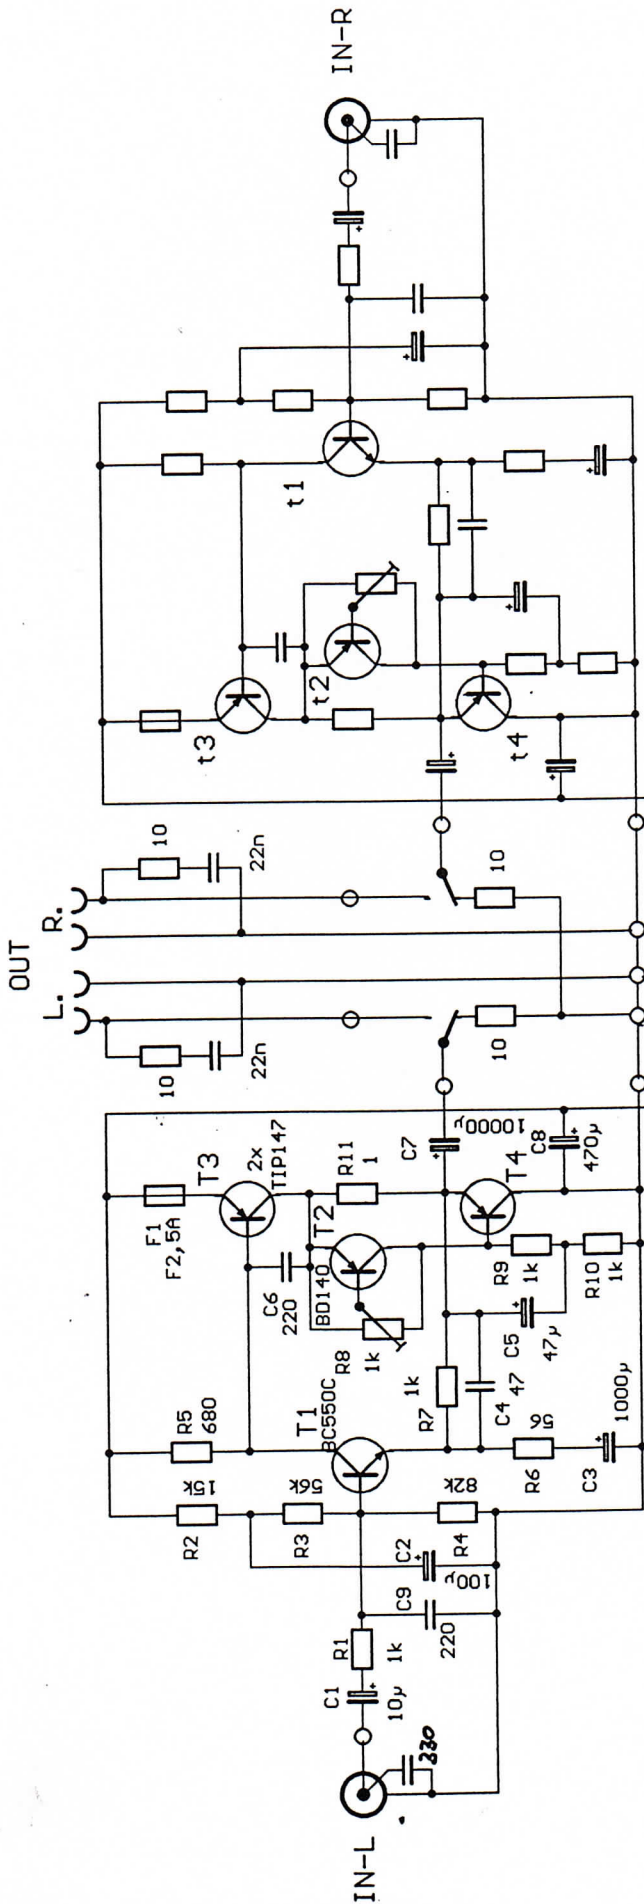 OUT
L. R.
10
22n
10
22n
10
10
IN-R
t1
t2
t3
t4
IN-L
330
C1
10µ
R1
1k
C9
220
C2
100µ
R2
15k
R3
56k
R4
82k
R5
680
T1
BC550C
R6
56
C3
1000µ
R7
1k
C4
47
C5
47µ
C6
220
R8
1k
T2
BD140
F1
F2,5A
T3
2x
TIP147
R11
1
C7
10000µ
T4
R9
1k
R10
1k
C8
470µ